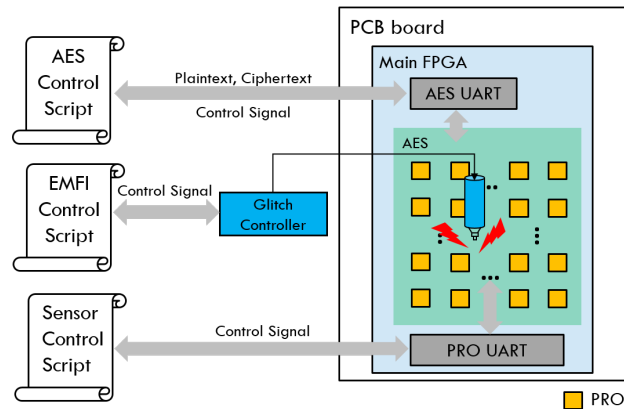 PCB board
Main FPGA
AES
Control
Script
Plaintext, Ciphertext
Control Signal
AES UART
AES
EMFI
Control
Script
Control Signal
Glitch
Controller
Sensor
Control
Script
Control Signal
PRO UART
PRO